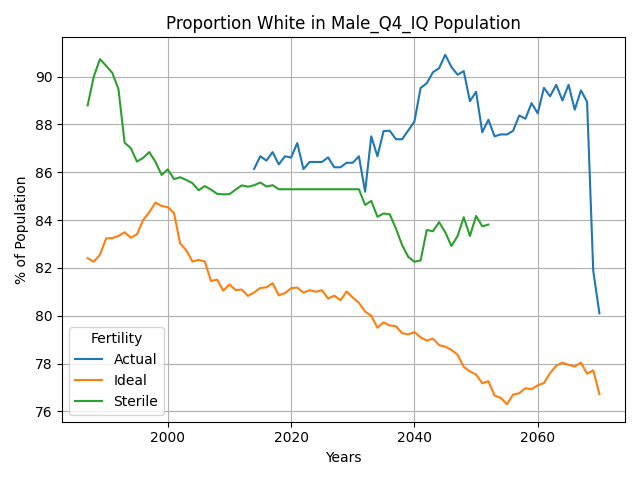 Proportion White in Male_Q4_IQ Population
% of Population
90
88
86
84
82
80
78
76
Fertility
Actual
Ideal
Sterile
2000
2020
2040
2060
Years